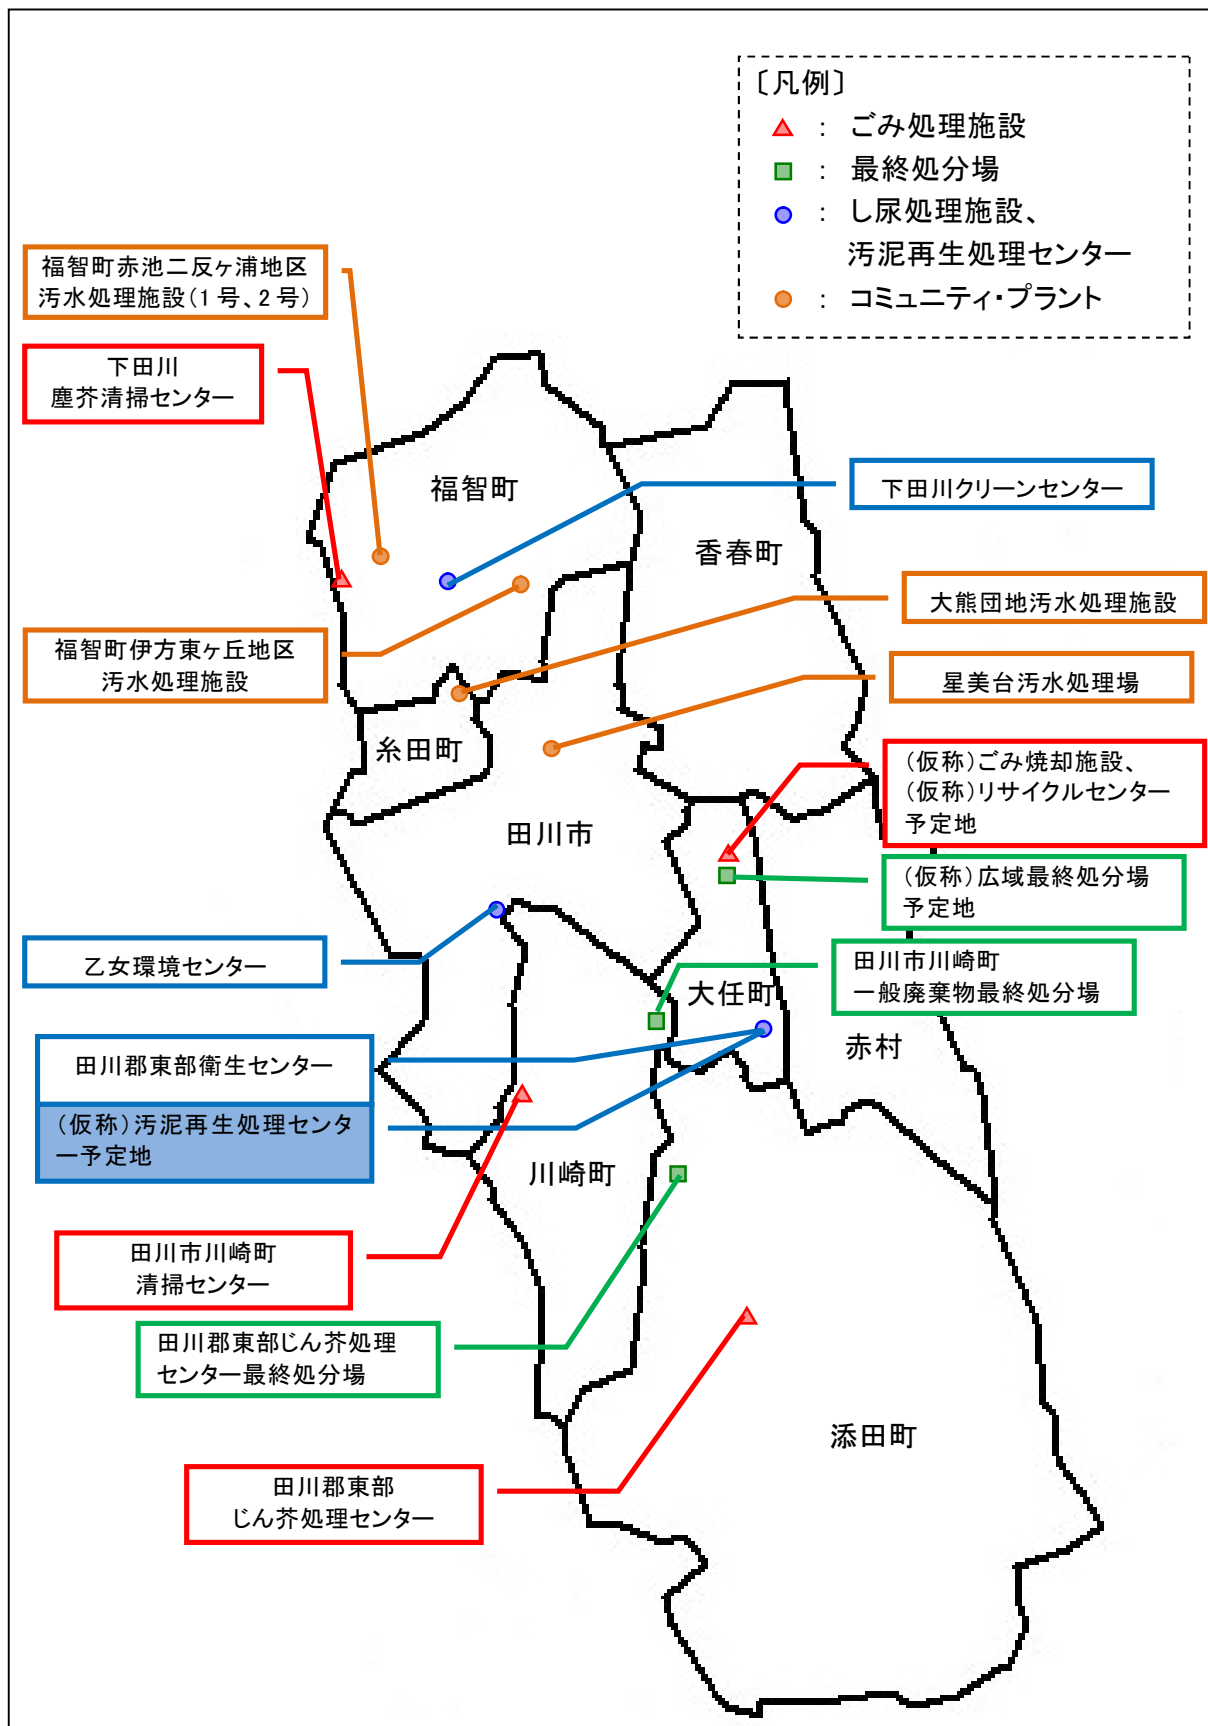 〔凡例〕
：ごみ処理施設
：最終処分場
：し尿処理施設、
汚泥再生処理センター
：コミュニティ・プラント
福智町赤池二反ヶ浦地区
汚水処理施設（1号、2号）
下田川
塵芥清掃センター
福智町
下田川クリーンセンター
香春町
大熊団地汚水処理施設
福智町伊方東ヶ丘地区
汚水処理施設
星美台汚水処理場
糸田町
（仮称）ごみ焼却施設、
（仮称）リサイクルセンター
予定地
田川市
（仮称）広域最終処分場
予定地
乙女環境センター
田川市川崎町
一般廃棄物最終処分場
大任町
赤村
田川郡東部衛生センター
（仮称）汚泥再生処理センタ
ー予定地
川崎町
田川市川崎町
清掃センター
田川郡東部じん芥処理
センター最終処分場
添田町
田川郡東部
じん芥処理センター